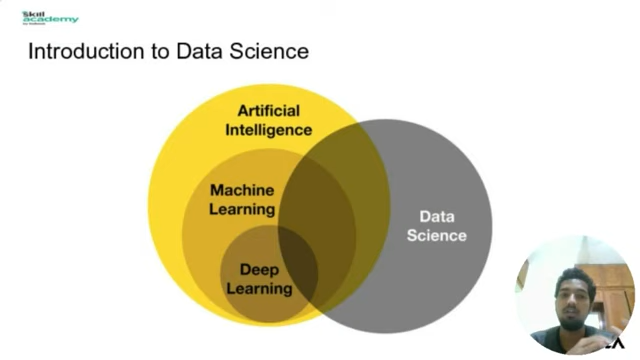 Skill
academy
Introduction to Data Science
Artificial
Intelligence
Machine
Learning
Data
Science
Deep
Learning